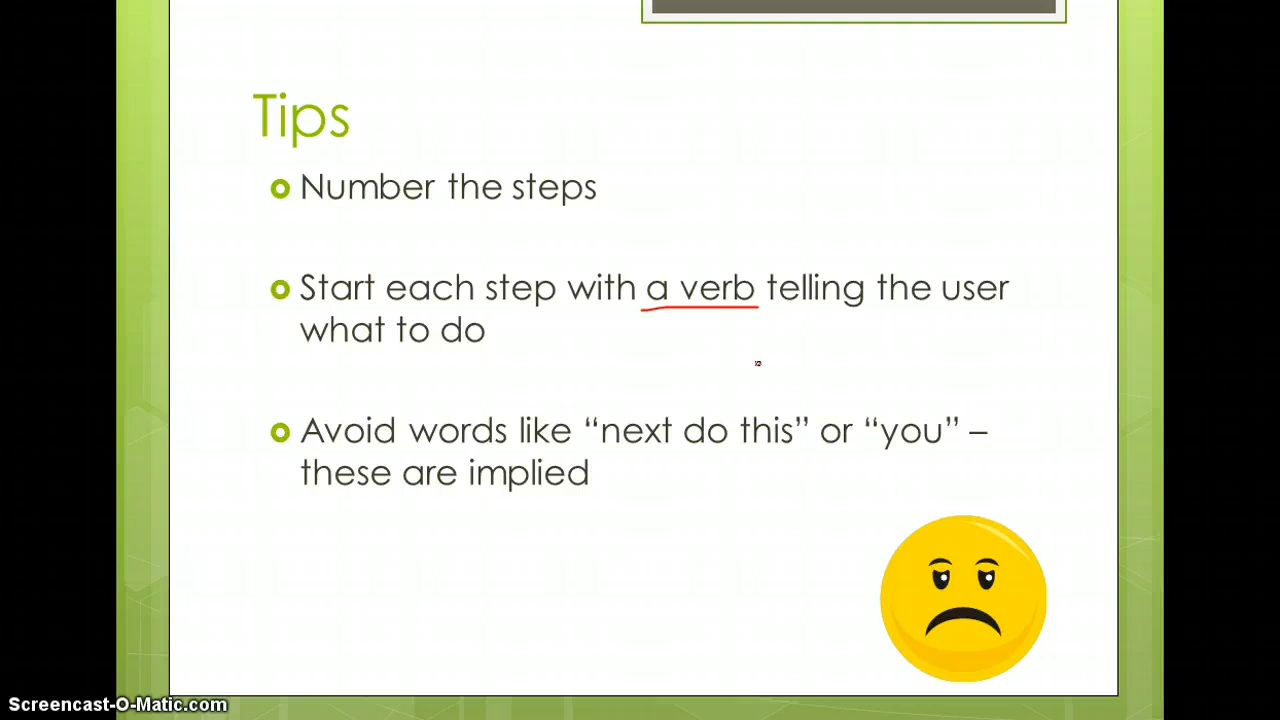 Tips
Number the steps
Start each step with a verb telling the user
what to do
Avoid words like “next do this” or “you” –
these are implied
Screencast-O-Matic.com